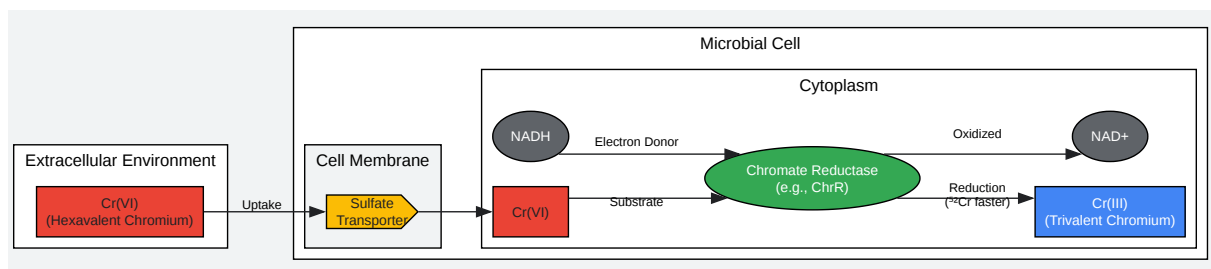 Microbial Cell
Cytoplasm
NADH
Electron Donor
Oxidized
NAD+
Extracellular Environment
Cell Membrane
Chromate Reductase
(e.g., ChrR)
Cr(VI)
(Hexavalent Chromium)
Uptake
Sulfate
Transporter
Cr(VI)
Substrate
Reduction
(⁵²Cr faster)
Cr(III)
(Trivalent Chromium)